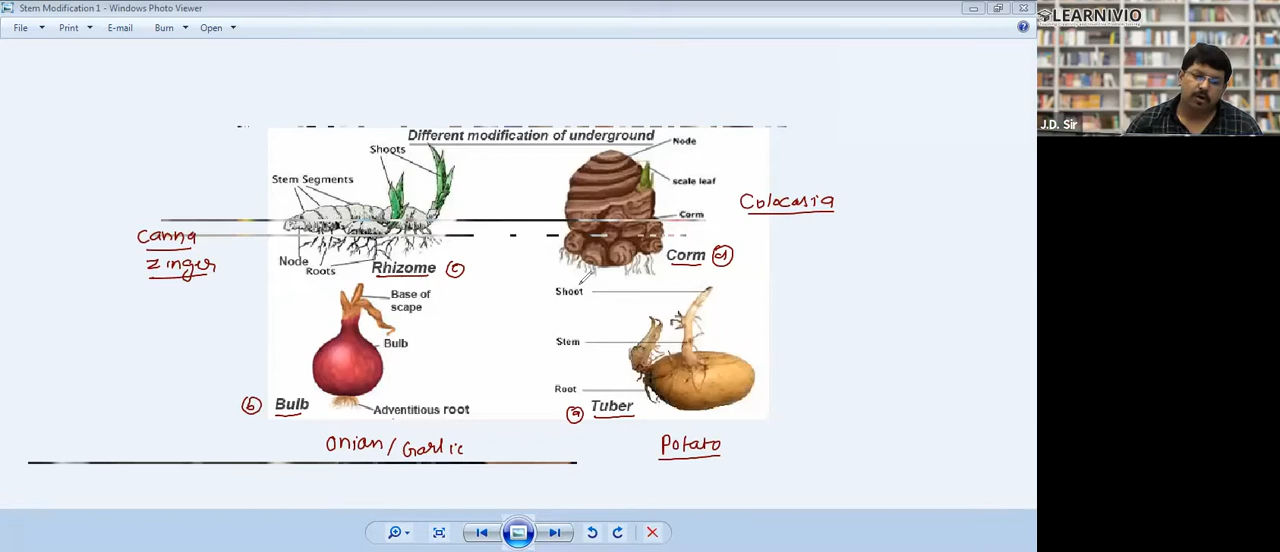 Stem Modification 1 - Windows Photo Viewer
File Print E-mail Burn Open
LEARNIVIO
J.D. Sir
Different modification of underground
Shoots
Stem Segments
Node
Roots
Rhizome c
Canna
Zinger
Node
scale leaf
Corm
Corm d
Colocasia
Base of
scape
Bulb
Adventitious root
b Bulb
Onian / Garlic
Shoot
Stem
Root
a Tuber
Potato